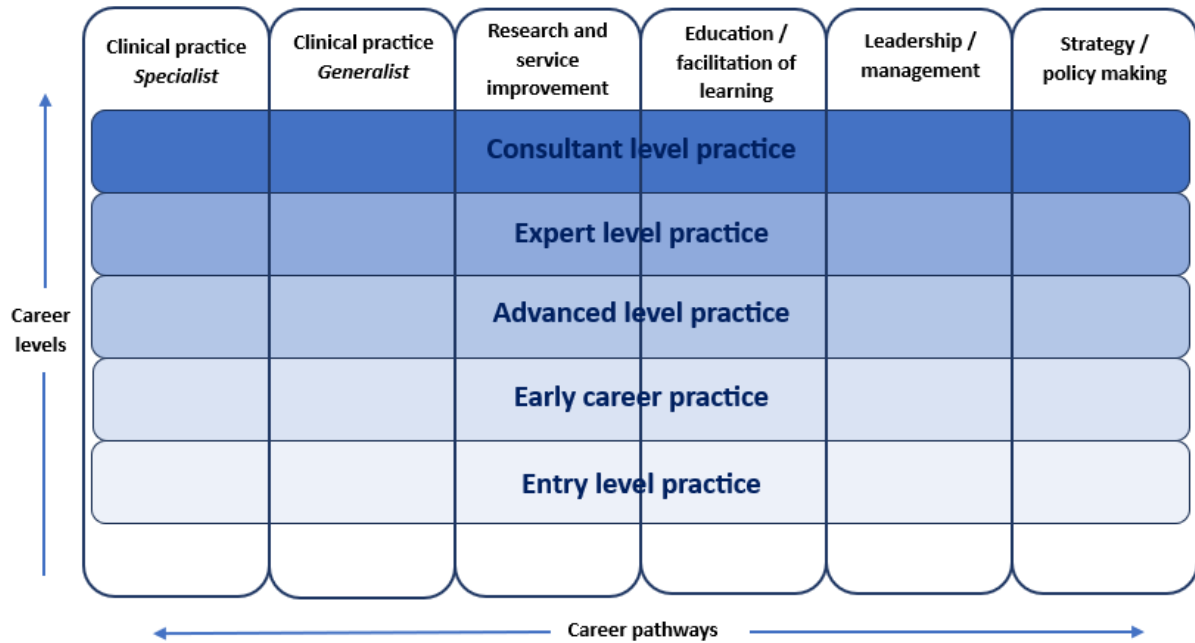 Clinical practice
Specialist
Clinical practice
Generalist
Research and
service
improvement
Education /
facilitation of
learning
Leadership /
management
Strategy /
policy making
Consultant level practice
Expert level practice
Advanced level practice
Career
levels
Early career practice
Entry level practice
Career pathways